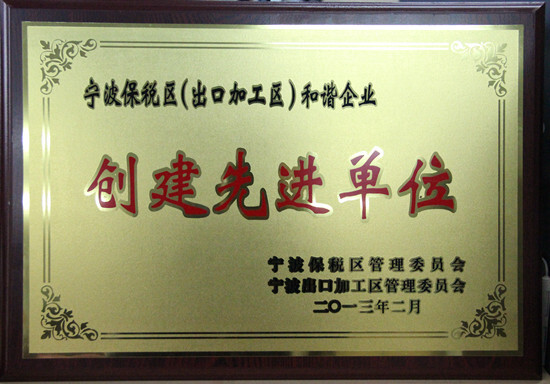 宁波保税区(出口加工区)和谐企业
创建先进单位
宁波保税区管理委员会
宁波出口加工区管理委员会
二〇一三年二月